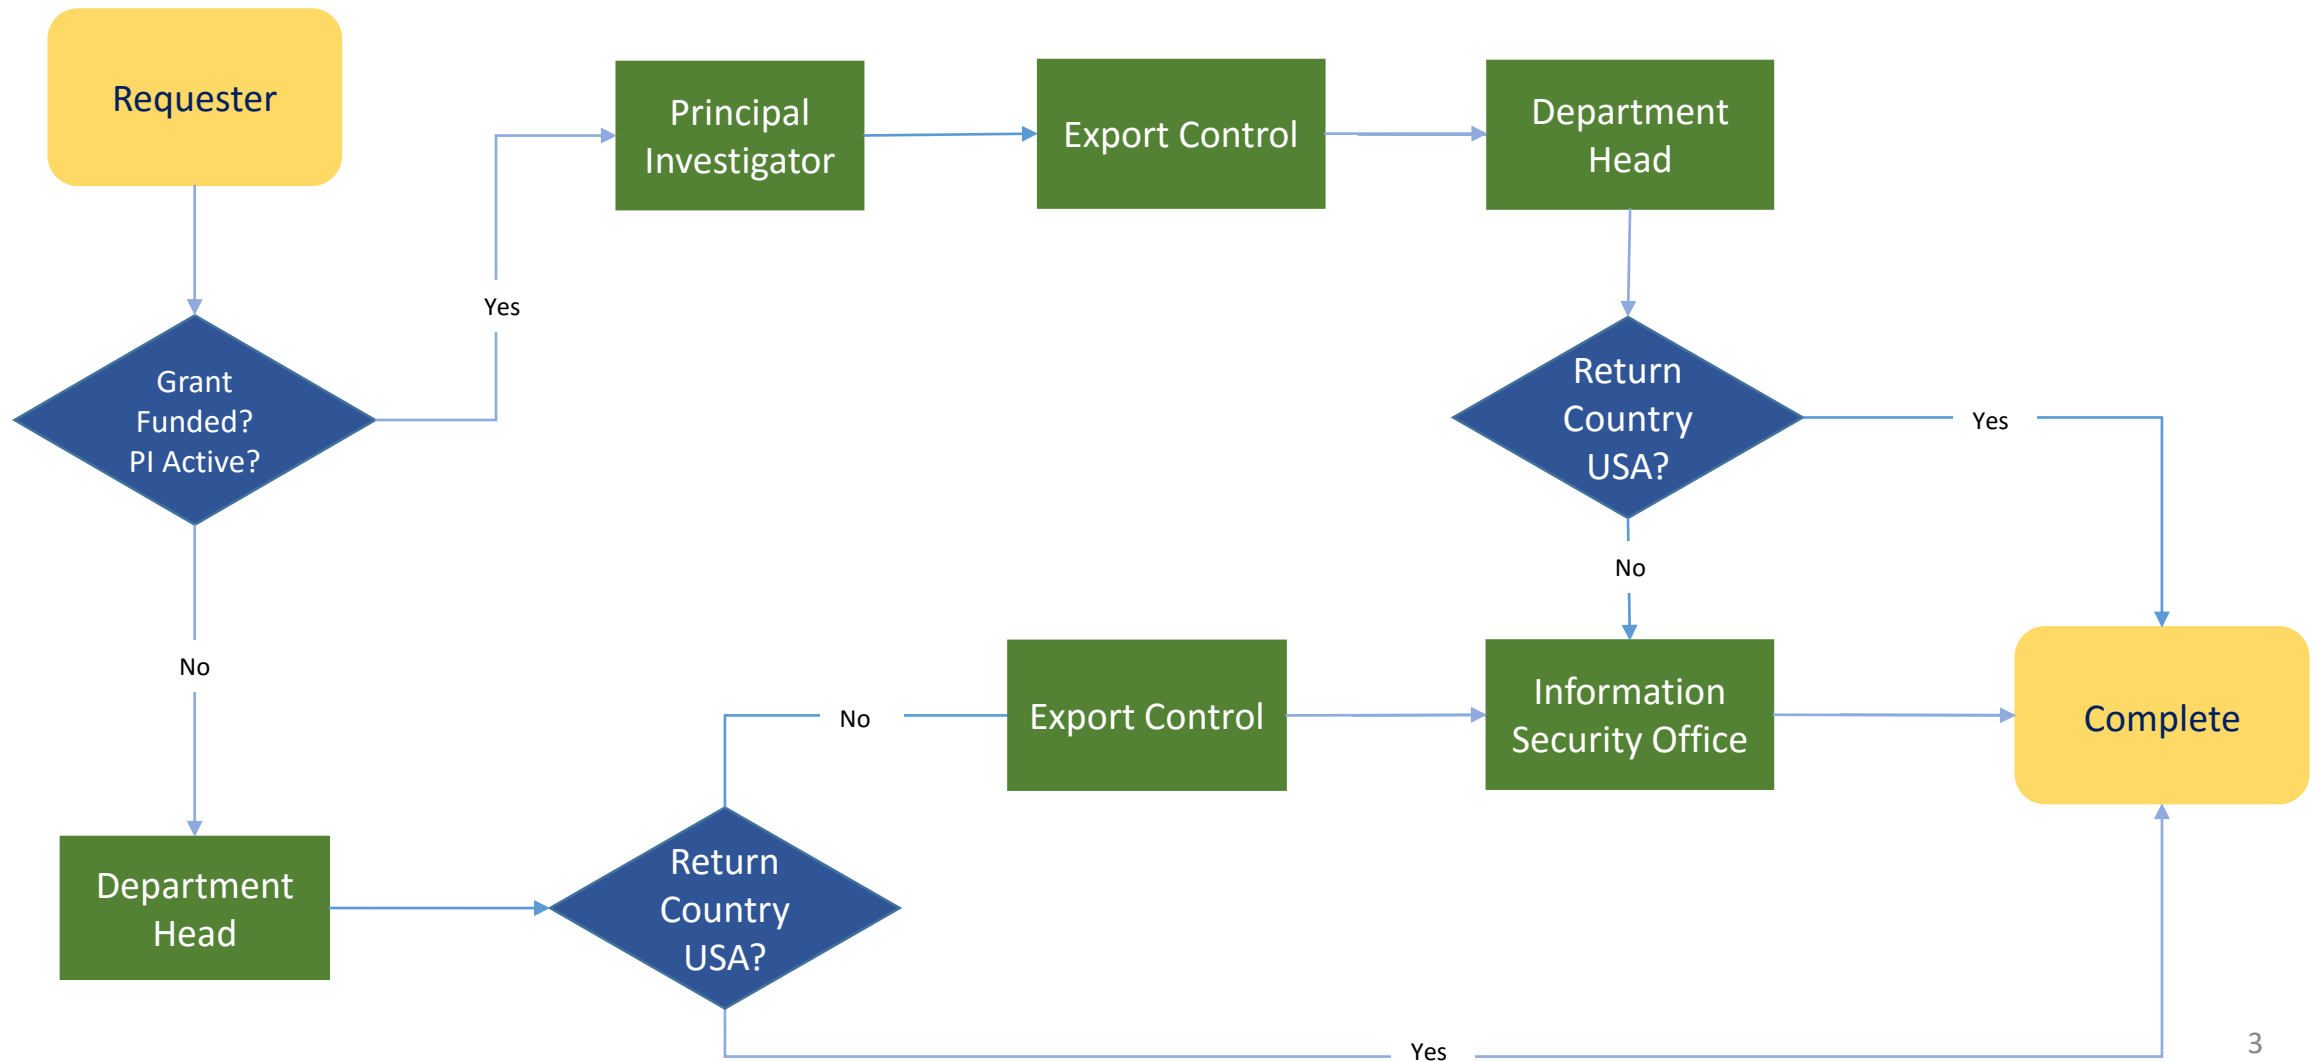 Requester
Principal
Investigator
Export Control
Department
Head
Yes
Grant
Funded?
PI Active?
Return
Country
USA?
Yes
No
No
No
Export Control
Information
Security Office
Complete
Department
Head
Return
Country
USA?
Yes
3